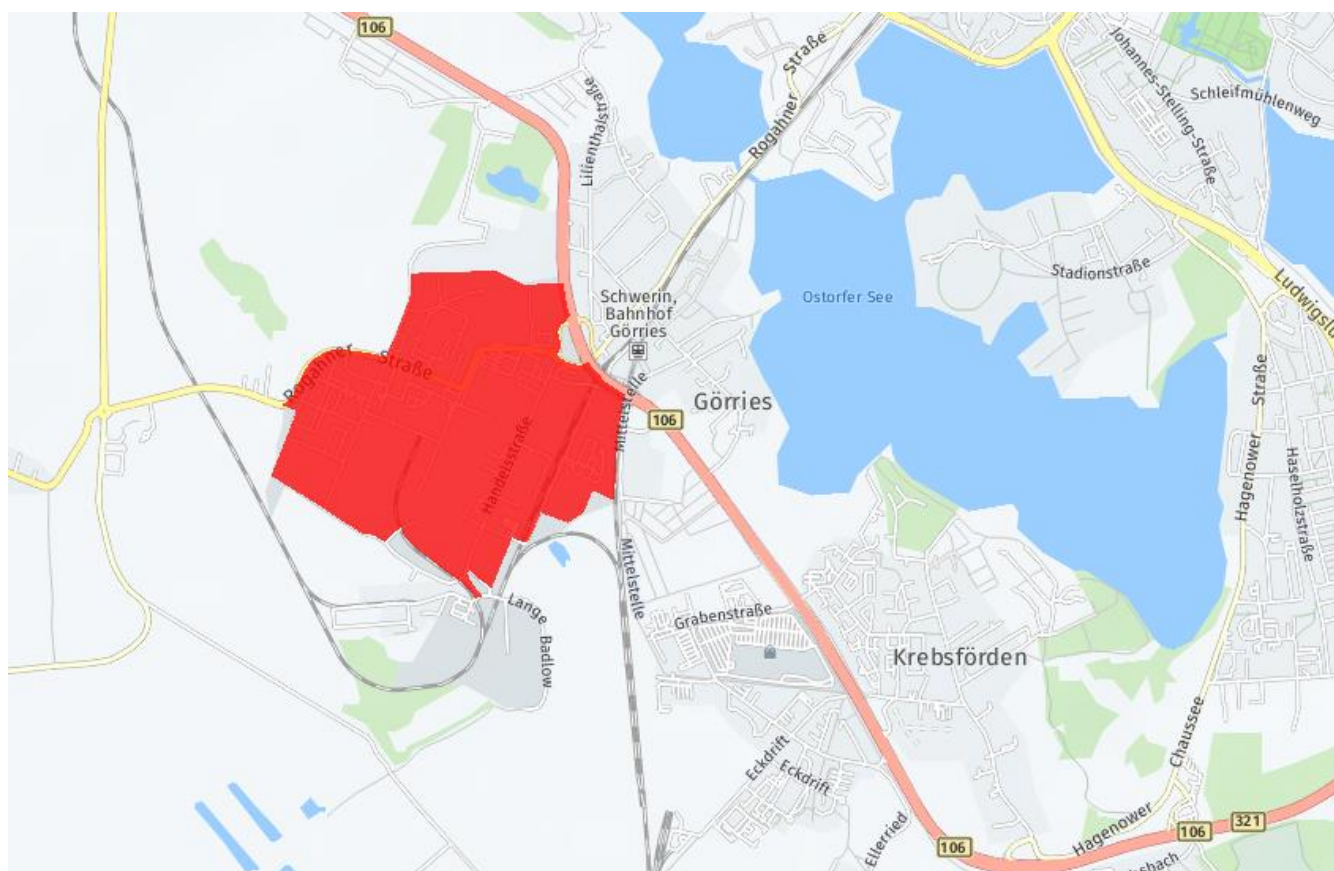 106
Lilienthalstraße
Rogahner Straße
Johannes-Stelling-Straße
Schleifmühlenweg
Stadionstraße
Ludwigslu
Ostorfer See
Schwerin,
Bahnhof
Görries
Rogahner Straße
Görries
106
Mittelstelle
Handelsstraße
Hagenower Straße
Haselholzstraße
Mittelstelle
Lange Badlow
Grabenstraße
Krebsförden
Eckdrift
Eckdrift
Ellerried
106
Hagenower Chaussee
106
321
ksbach